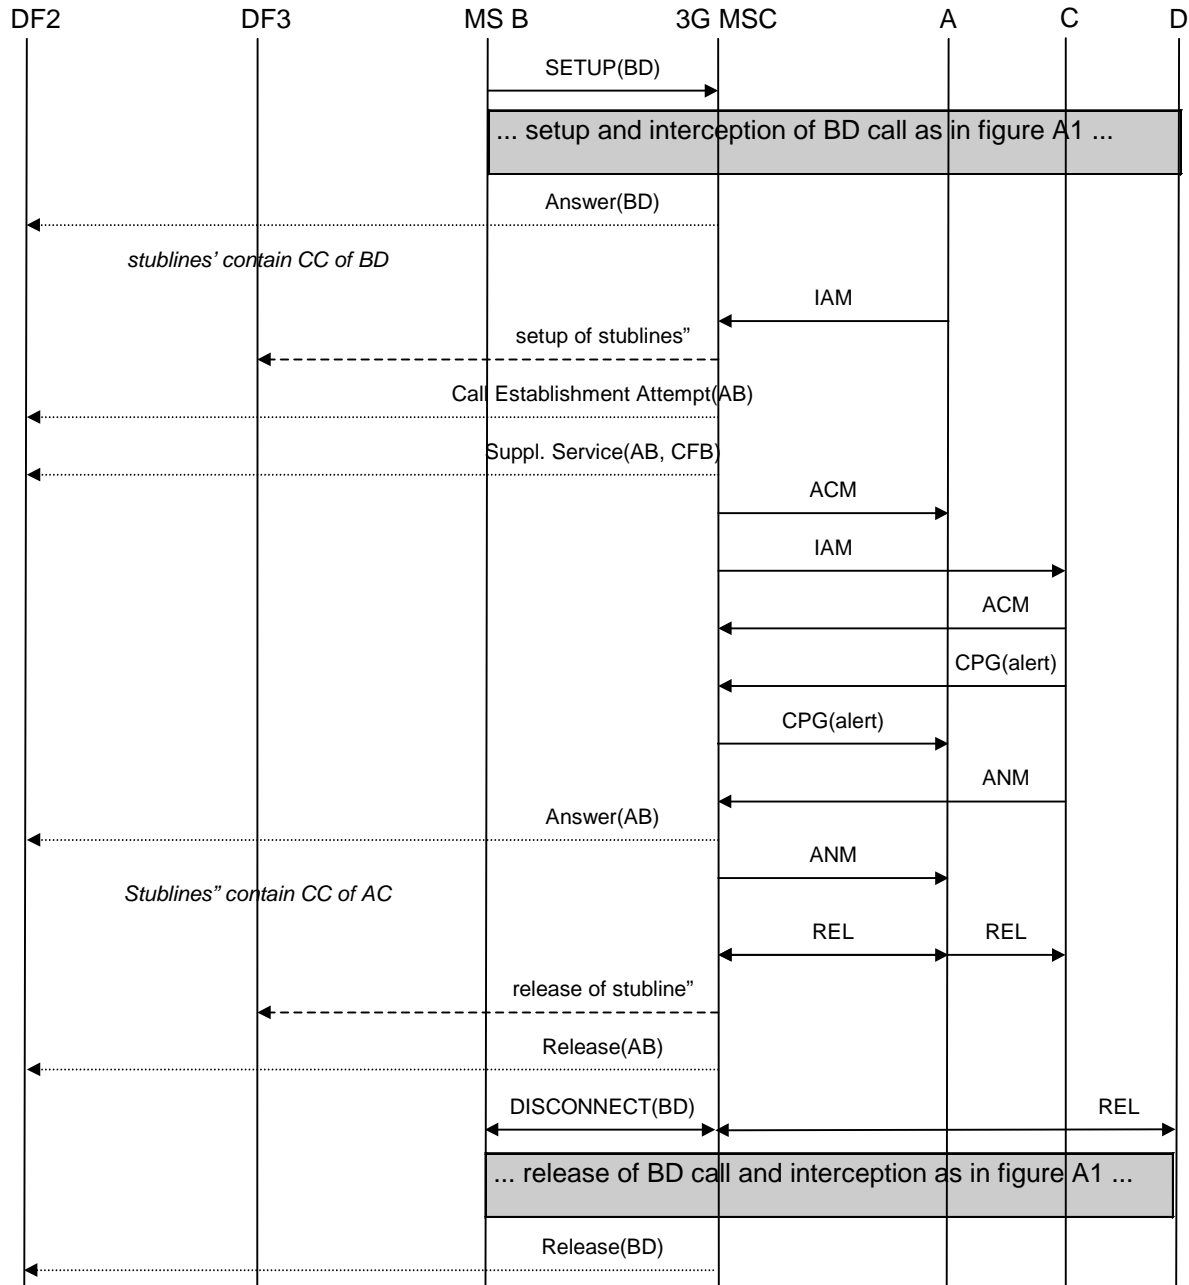 DF2 DF3 MS B 3G MSC A C D
SETUP(BD)
... setup and interception of BD call as in figure A1 ...
Answer(BD)
stublines’ contain CC of BD
IAM
setup of stublines”
Call Establishment Attempt(AB)
Suppl. Service(AB, CFB)
ACM
IAM
ACM
CPG(alert)
CPG(alert)
ANM
Answer(AB)
ANM
Stublines” contain CC of AC
REL REL
release of stubline”
Release(AB)
DISCONNECT(BD) REL
... release of BD call and interception as in figure A1 ...
Release(BD)